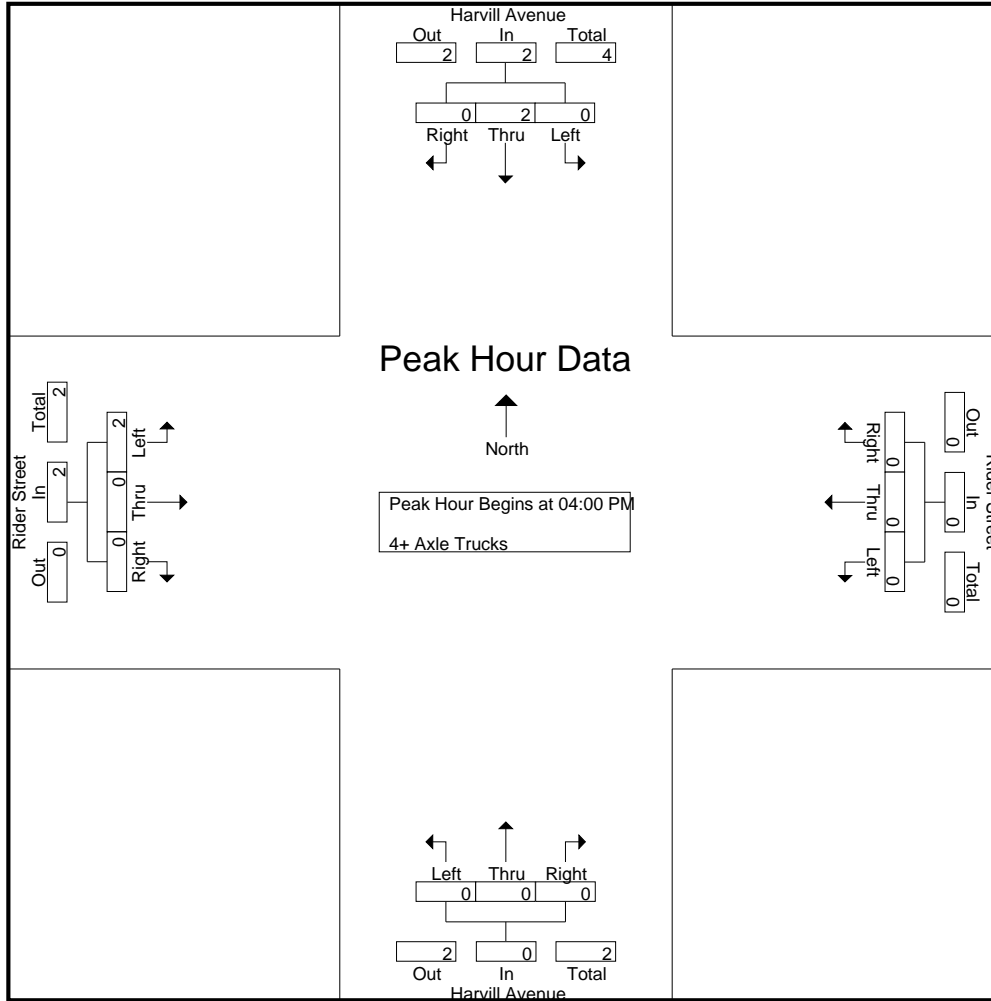 Harvill Avenue
Out In Total
2 2 4
0 2 0
Right Thru Left
Peak Hour Data
North
Peak Hour Begins at 04:00 PM
4+ Axle Trucks
Rider Street
Total In Out
2 2 0
2 0 0
Left Thru Right
Rider Street
Out In Total
0 0 0
0 0 0
Right Thru Left
Left Thru Right
0 0 0
2 0 2
Out In Total
Harvill Avenue